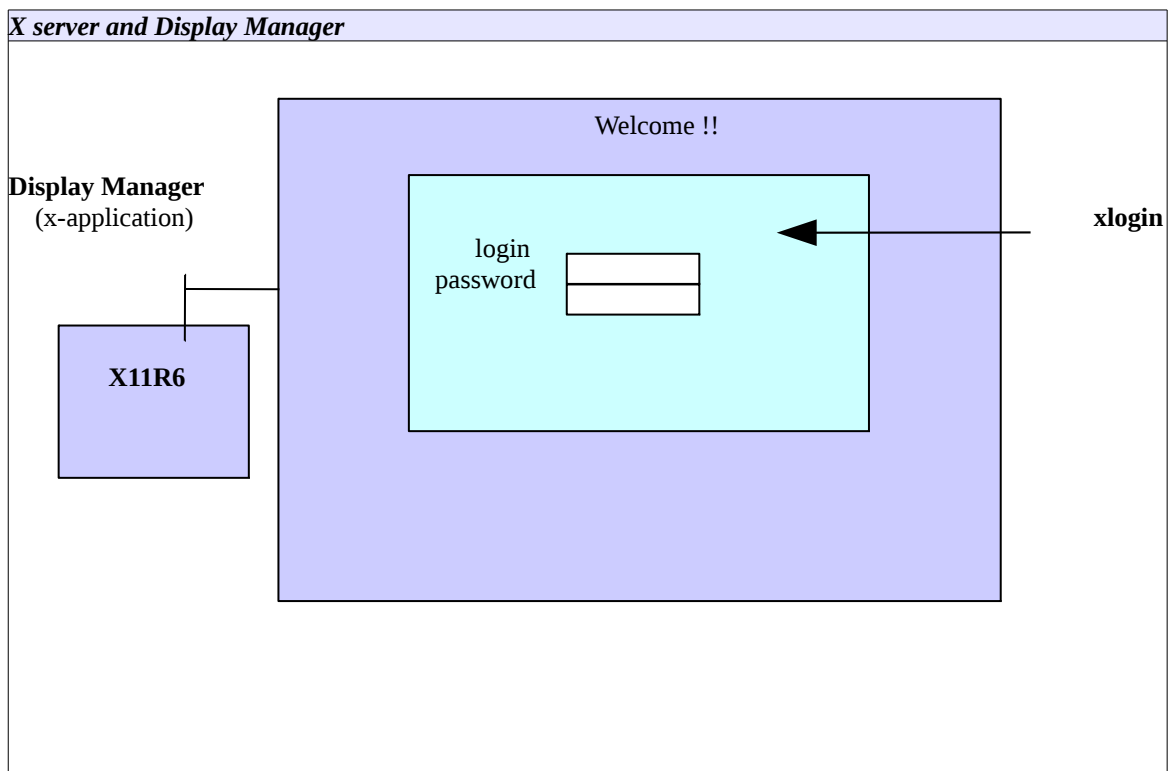 X server and Display Manager
Welcome !!
Display Manager
(x-application)
xlogin
login
password
X11R6